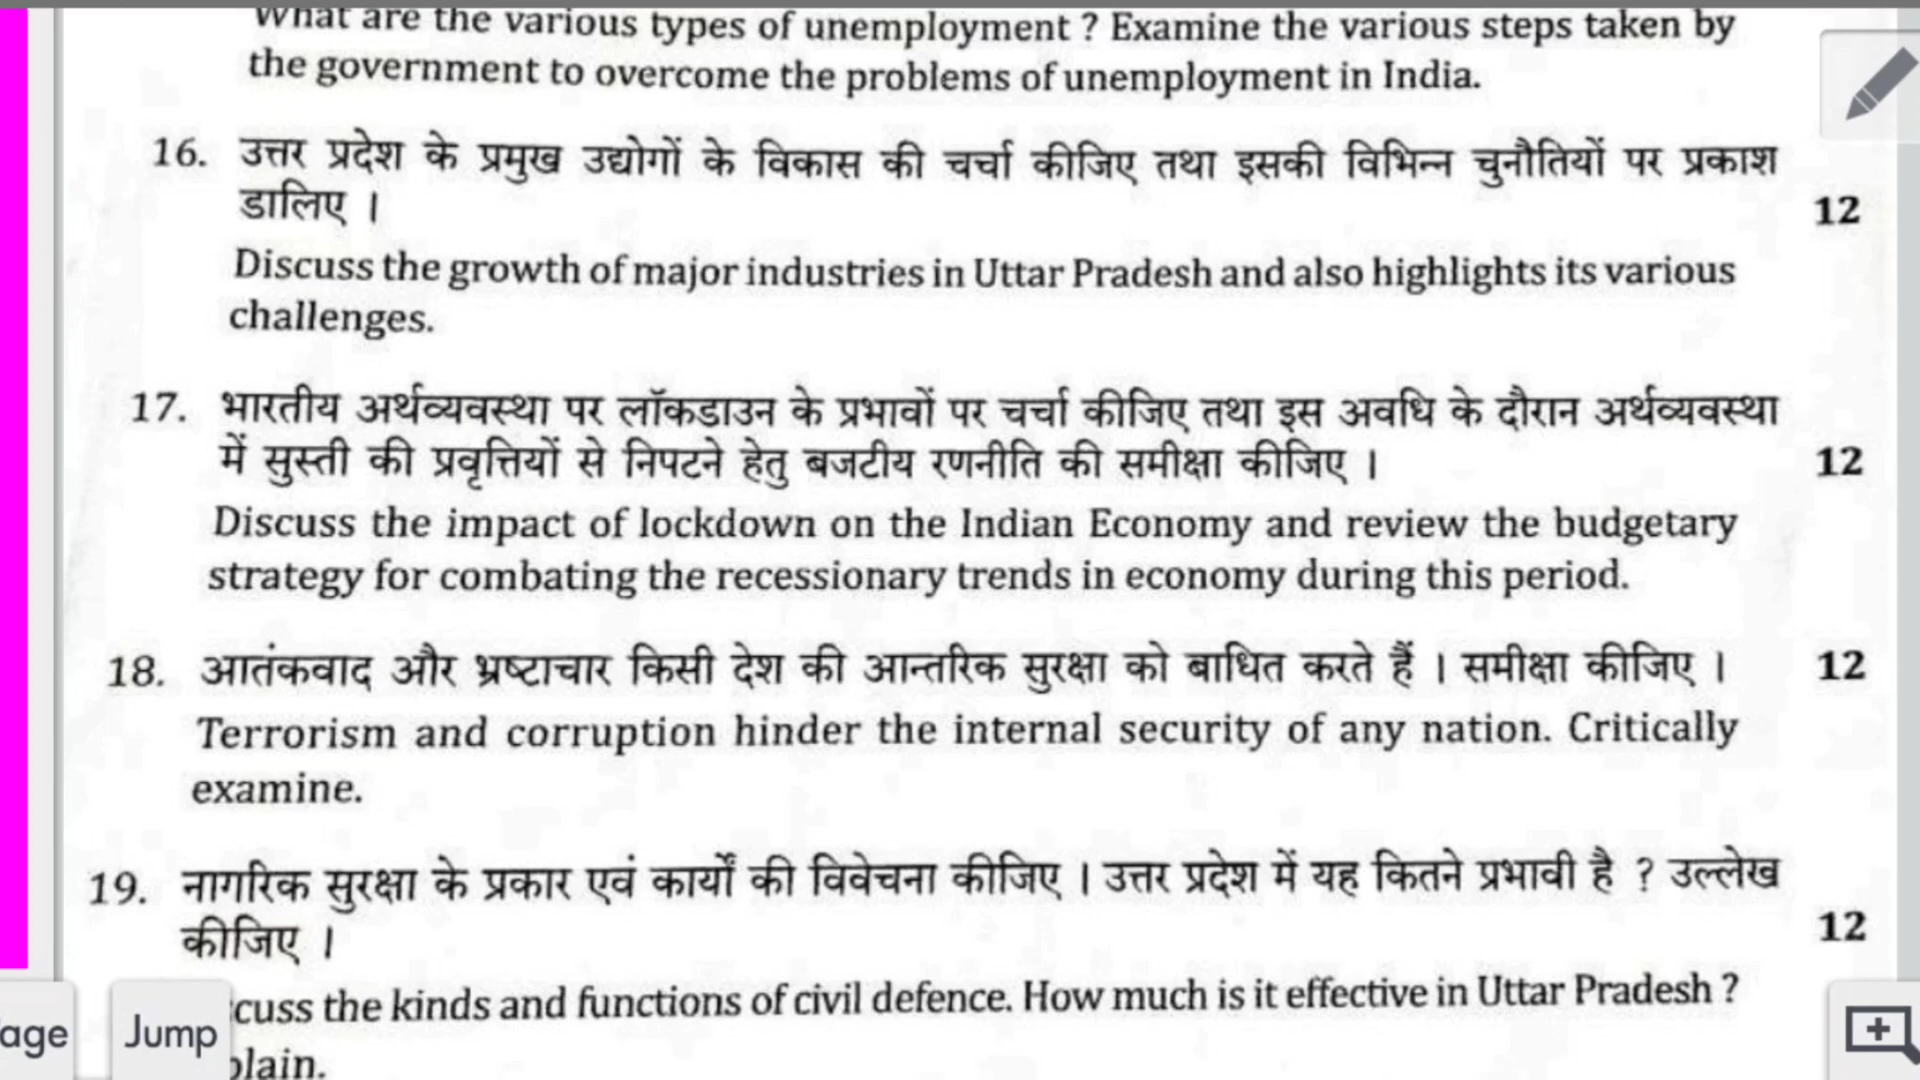 What are the various types of unemployment ? Examine the various steps taken by
the government to overcome the problems of unemployment in India.
16. उत्तर प्रदेश के प्रमुख उद्योगों के विकास की चर्चा कीजिए तथा इसकी विभिन्न चुनौतियों पर प्रकाश
डालिए । 12
Discuss the growth of major industries in Uttar Pradesh and also highlights its various
challenges.
17. भारतीय अर्थव्यवस्था पर लॉकडाउन के प्रभावों पर चर्चा कीजिए तथा इस अवधि के दौरान अर्थव्यवस्था
में सुस्ती की प्रवृत्तियों से निपटने हेतु बजटीय रणनीति की समीक्षा कीजिए । 12
Discuss the impact of lockdown on the Indian Economy and review the budgetary
strategy for combating the recessionary trends in economy during this period.
18. आतंकवाद और भ्रष्टाचार किसी देश की आन्तरिक सुरक्षा को बाधित करते हैं । समीक्षा कीजिए । 12
Terrorism and corruption hinder the internal security of any nation. Critically
examine.
19. नागरिक सुरक्षा के प्रकार एवं कार्यों की विवेचना कीजिए । उत्तर प्रदेश में यह कितने प्रभावी है ? उल्लेख
कीजिए । 12
cuss the kinds and functions of civil defence. How much is it effective in Uttar Pradesh ?
plain.
age
Jump